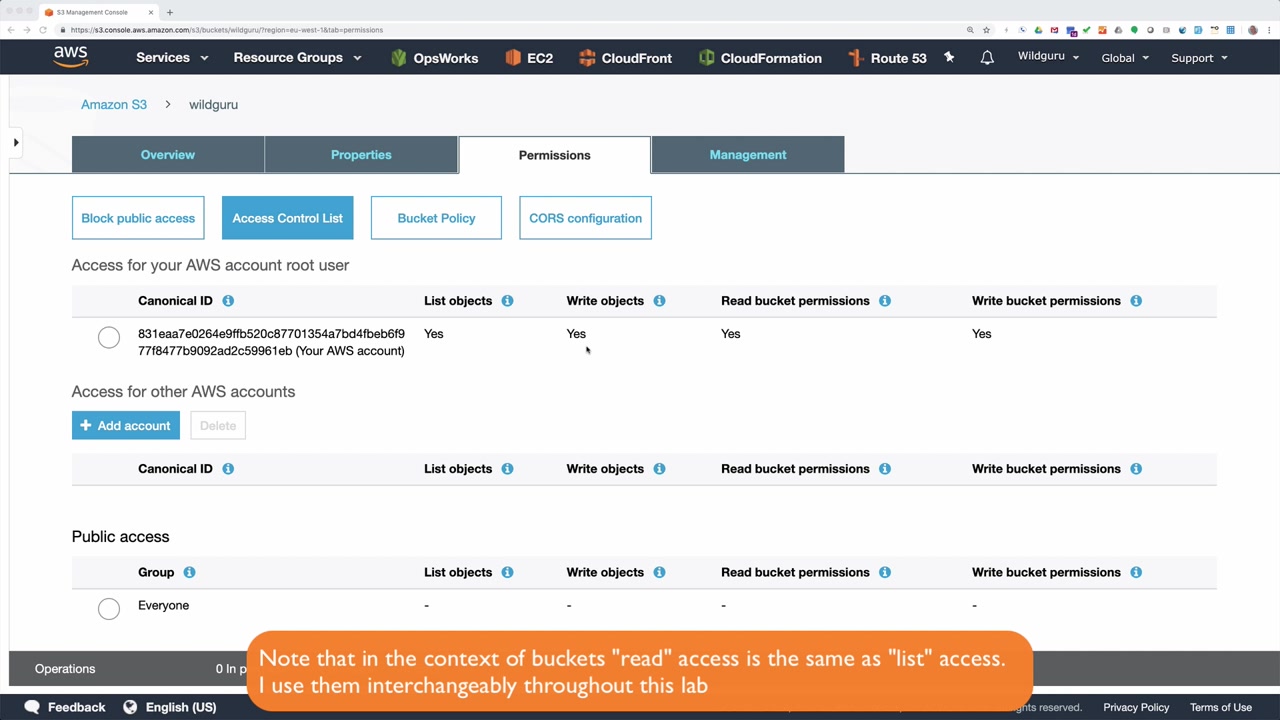 S3 Management Console
https://s3.console.aws.amazon.com/s3/buckets/wildguru/?region=eu-west-1&tab=permissions
aws Services Resource Groups OpsWorks EC2 CloudFront CloudFormation Route 53 Wildguru Global Support
Amazon S3 > wildguru
Overview Properties Permissions Management
Block public access Access Control List Bucket Policy CORS configuration
Access for your AWS account root user
Canonical ID List objects Write objects Read bucket permissions Write bucket permissions
831eaa7e0264e9ffb520c87701354a7bd4fbeb6f9 Yes Yes Yes Yes
77f8477b9092ad2c59961eb (Your AWS account)
Access for other AWS accounts
+ Add account Delete
Canonical ID List objects Write objects Read bucket permissions Write bucket permissions
Public access
Group List objects Write objects Read bucket permissions Write bucket permissions
Everyone - - - -
Operations 0 In p
Note that in the context of buckets "read" access is the same as "list" access.
I use them interchangeably throughout this lab
Feedback English (US) ghts reserved. Privacy Policy Terms of Use